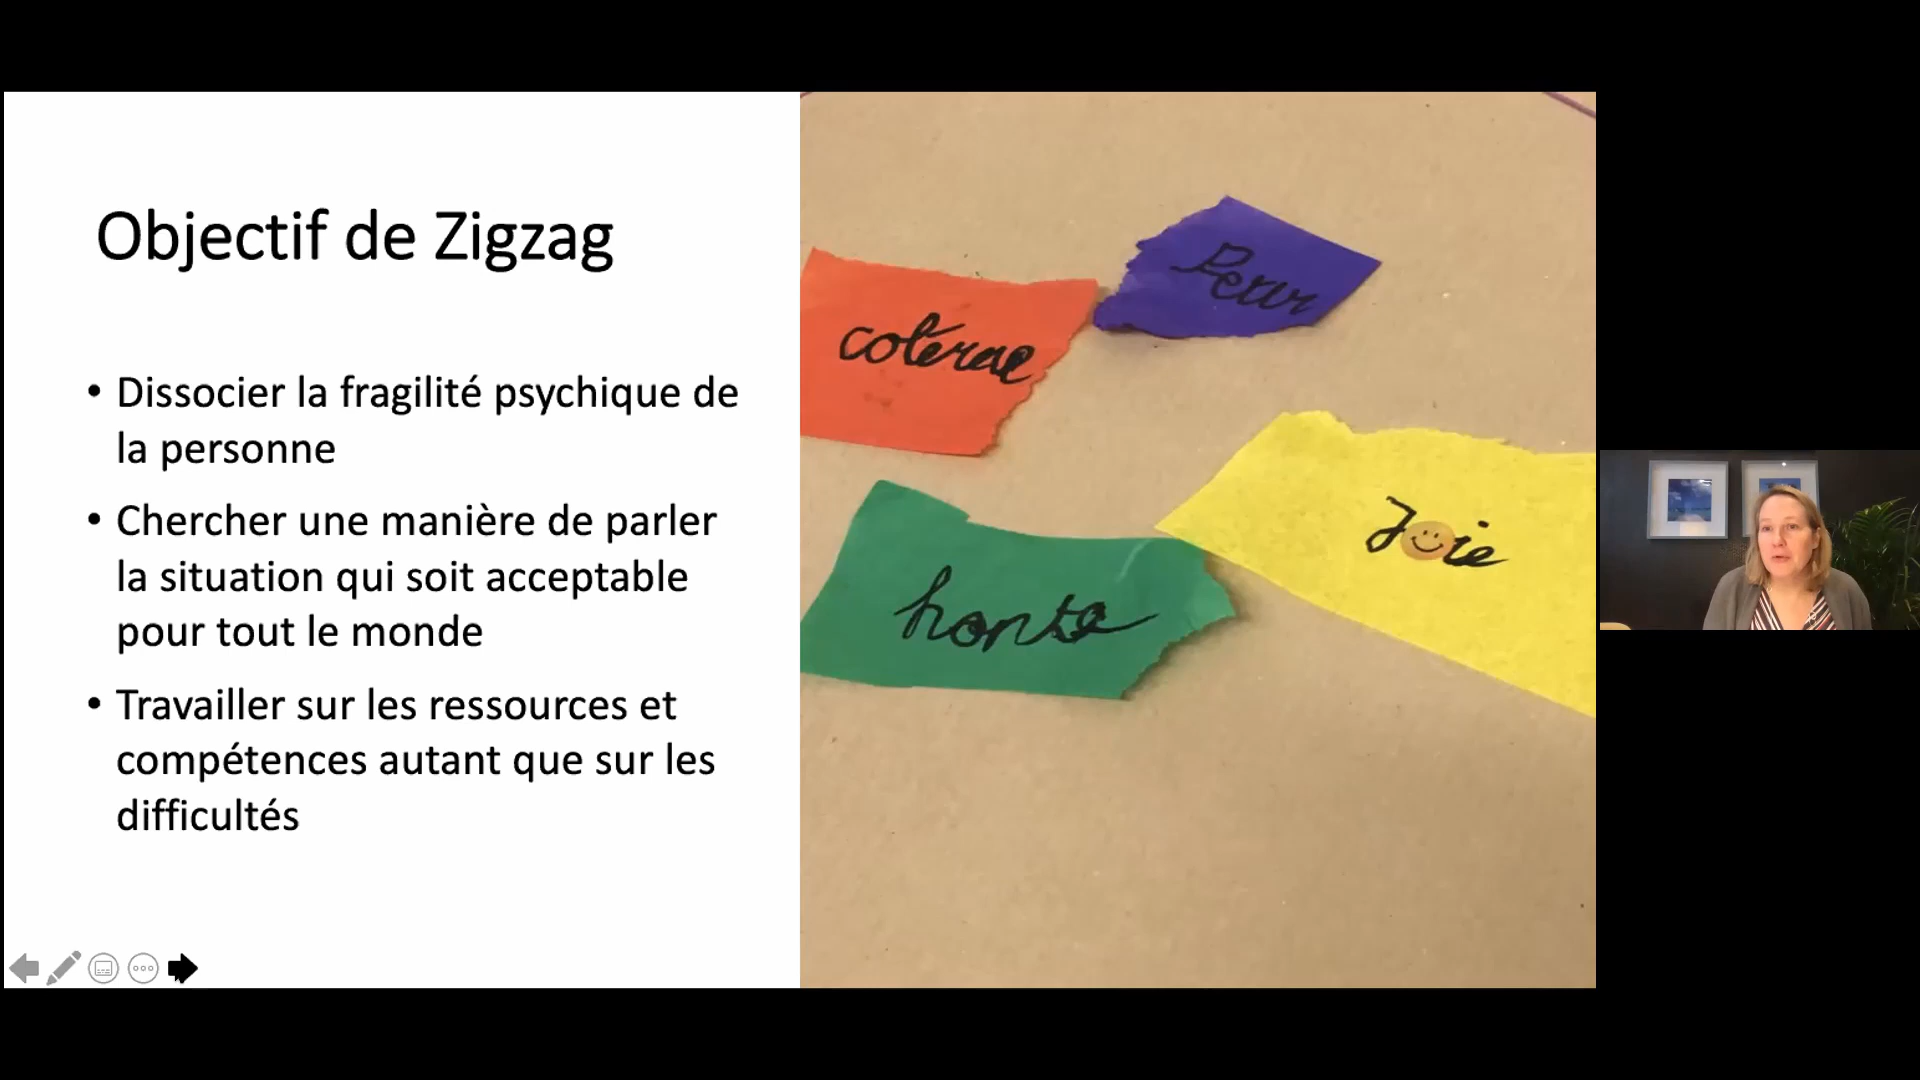 Objectif de Zigzag
• Dissocier la fragilité psychique de
la personne
• Chercher une manière de parler
la situation qui soit acceptable
pour tout le monde
• Travailler sur les ressources et
compétences autant que sur les
difficultés
Peur
colérae
Joie
honte